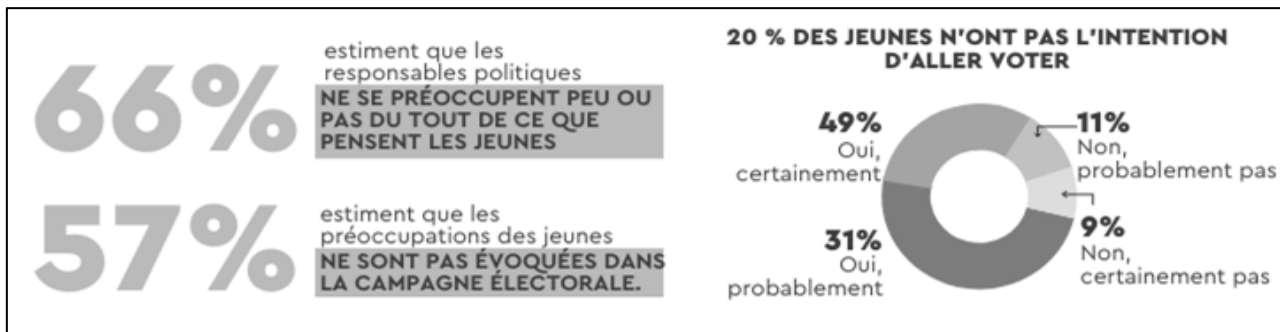 66%
estiment que les
responsables politiques
NE SE PRÉOCCUPENT PEU OU
PAS DU TOUT DE CE QUE
PENSENT LES JEUNES
57%
estiment que les
préoccupations des jeunes
NE SONT PAS ÉVOQUÉES DANS
LA CAMPAGNE ÉLECTORALE.
20 % DES JEUNES N'ONT PAS L'INTENTION
D'ALLER VOTER
49%
Oui,
certainement
31%
Oui,
probablement
11%
Non,
probablement pas
9%
Non,
certainement pas